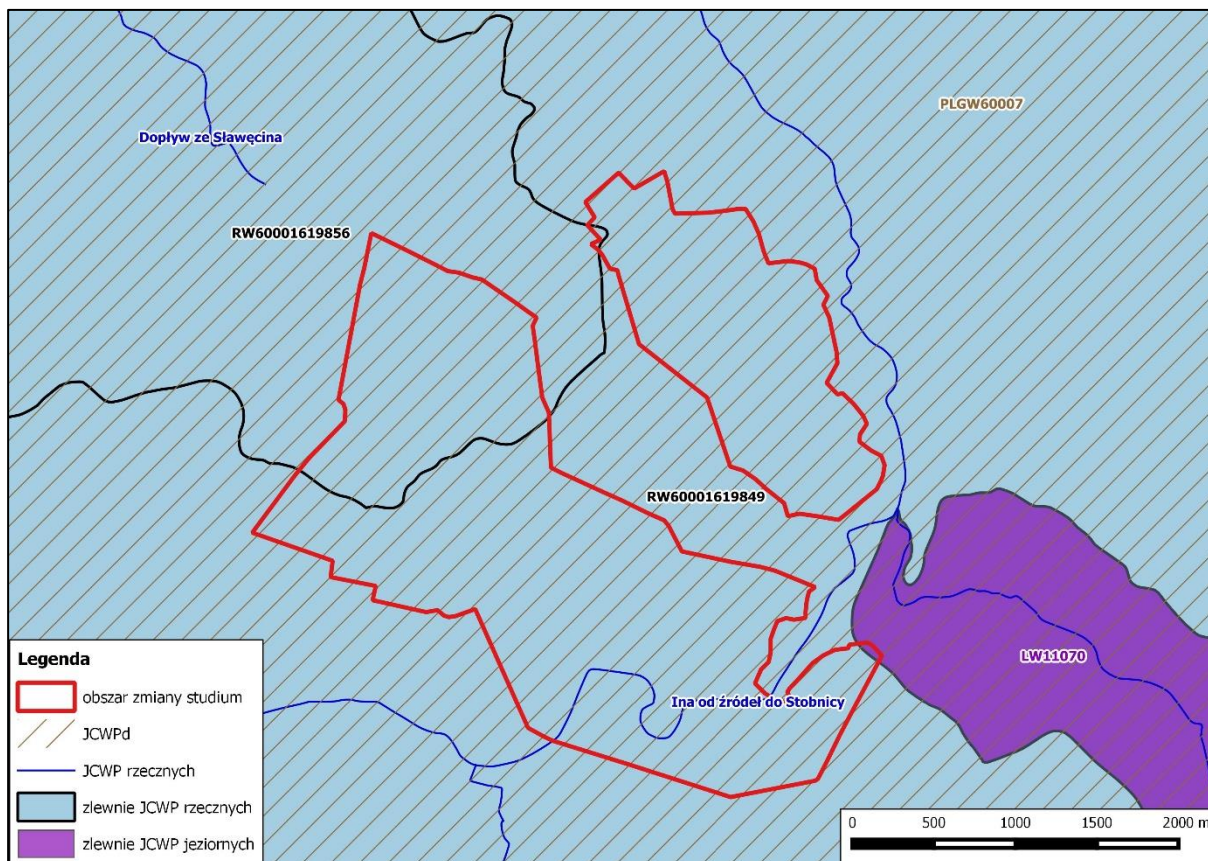 PLGW60007
Dopływ ze Sławęcina
RW60001619856
RW60001619849
LW11070
Ina od źródeł do Stobnicy
Legenda
obszar zmiany studium
JCWPd
JCWP rzecznych
zlewnie JCWP rzecznych
zlewnie JCWP jeziornych
0 500 1000 1500 2000 m